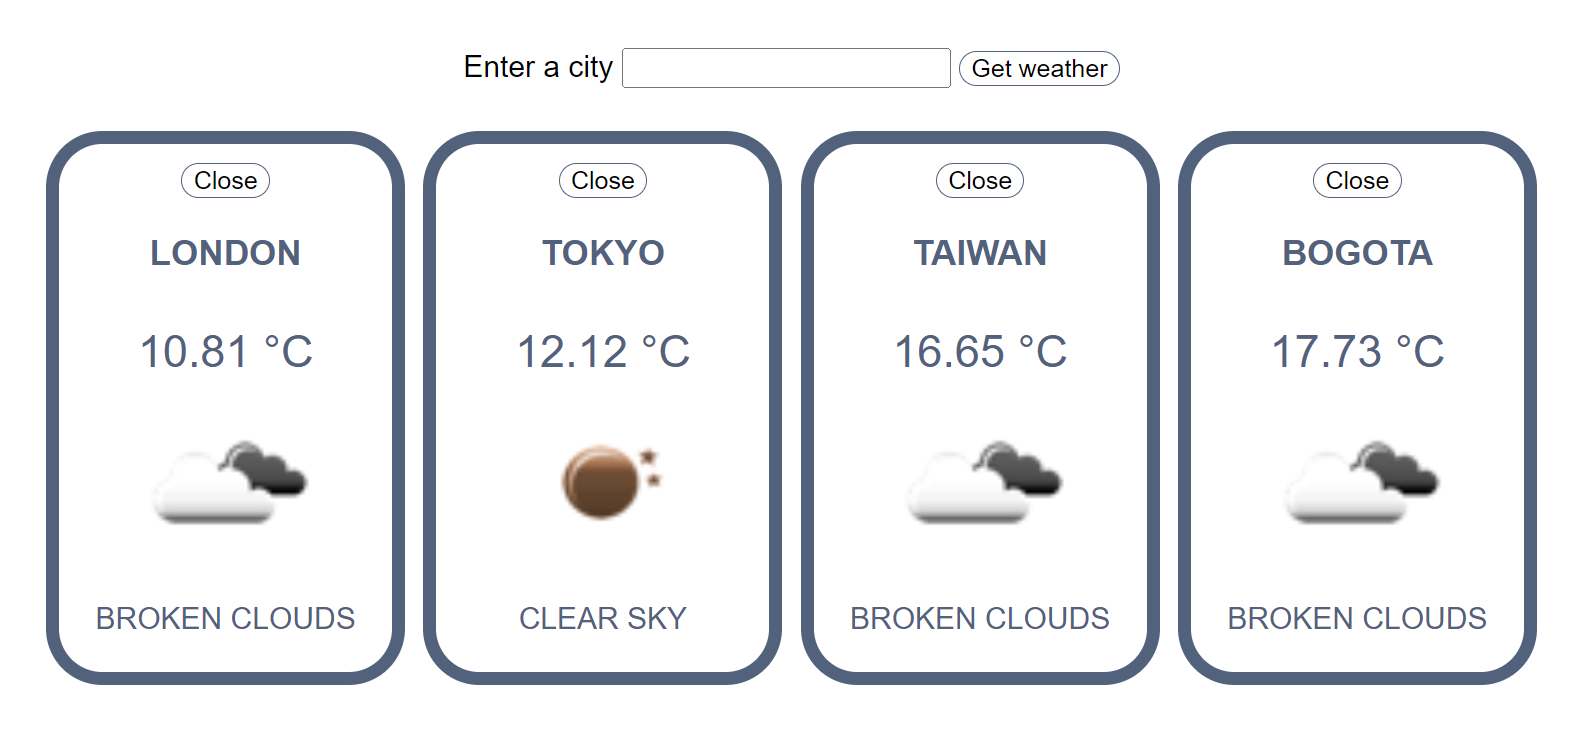 Enter a city Get weather
Close
LONDON
10.81 °C
BROKEN CLOUDS
Close
TOKYO
12.12 °C
CLEAR SKY
Close
TAIWAN
16.65 °C
BROKEN CLOUDS
Close
BOGOTA
17.73 °C
BROKEN CLOUDS